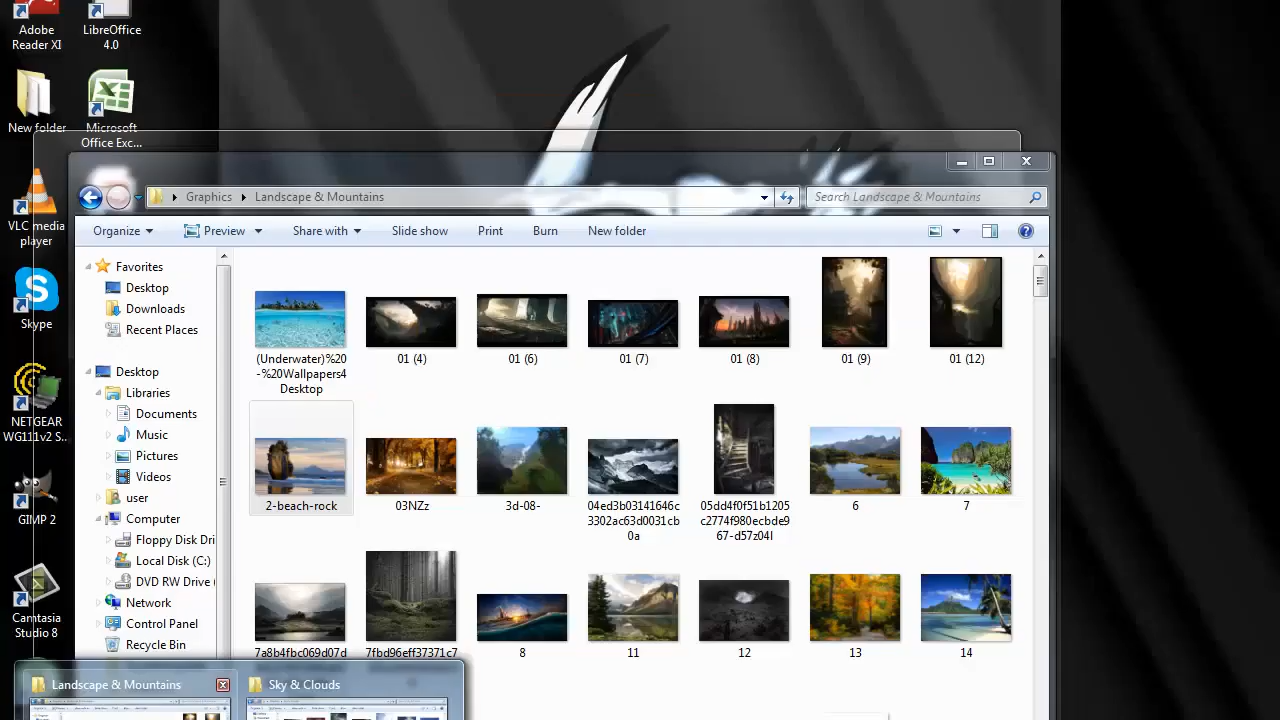 Adobe
Reader XI
LibreOffice
4.0
New folder
Microsoft
Office Exc...
VLC media
player
Skype
NETGEAR
WG111v2 S..
GIMP 2
Camtasia
Studio 8
Graphics Landscape & Mountains
Search Landscape & Mountains
Organize Preview Share with Slide show Print Burn New folder
Favorites
Desktop
Downloads
Recent Places
Desktop
Libraries
Documents
Music
Pictures
Videos
user
Computer
Floppy Disk Dri
Local Disk (C:)
DVD RW Drive (
Network
Control Panel
Recycle Bin
(Underwater)%20
-%20Wallpapers4
Desktop
01 (4)
01 (6)
01 (7)
01 (8)
01 (9)
01 (12)
2-beach-rock
03NZz
3d-08-
04ed3b03141646c
3302ac63d0031cb
0a
05dd4f0f51b1205
c2774f980ecbde9
67-d57z04l
6
7
7a8b4fbc069d07d
7fbd96eff37371c7
8
11
12
13
14
Landscape & Mountains
Sky & Clouds